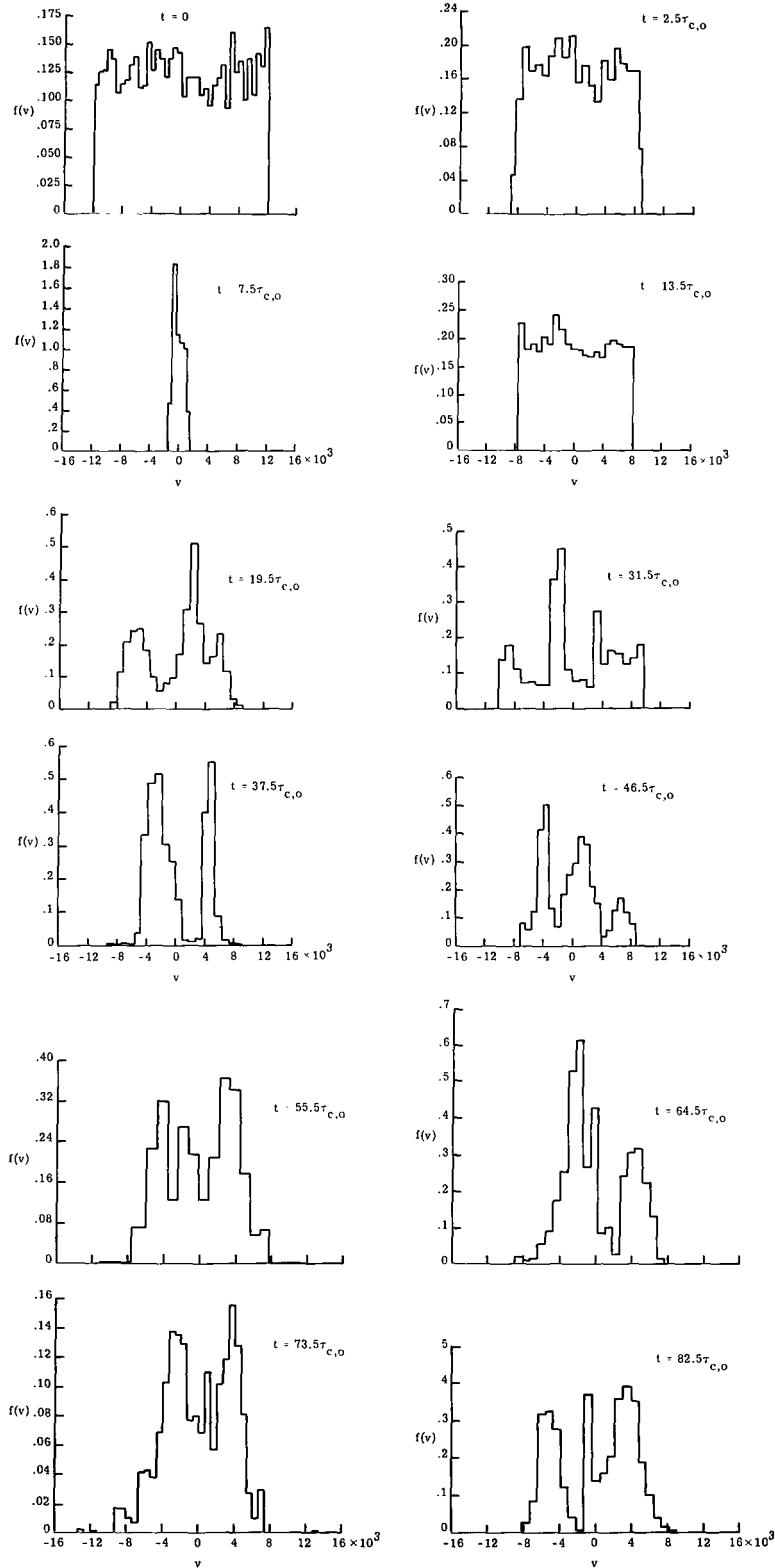 t = 0
.175
.150
.125
f(v) .100
.075
.050
.025
0
t = 2.5τc,o
.24
.20
.16
f(v) .12
.08
.04
0
t 7.5τc,o
2.0
1.8
1.6
1.4
1.2
f(v) 1.0
.8
.6
.4
.2
0
-16 -12 -8 -4 0 4 8 12 16×10³
v
t 13.5τc,o
.30
.25
.20
f(v) .15
.10
.05
0
-16 -12 -8 -4 0 4 8 12 16×10³
v
t = 19.5τc,o
.6
.5
.4
f(v) .3
.2
.1
0
t = 31.5τc,o
.5
.4
.3
f(v)
.2
.1
0
t = 37.5τc,o
.6
.5
.4
f(v) .3
.2
.1
0
-16 -12 -8 -4 0 4 8 12 16×10³
v
t - 46.5τc,o
.6
.5
.4
f(v) .3
.2
.1
0
-16 -12 -8 -4 0 4 8 12 16×10³
v
t - 55.5τc,o
.40
.32
.24
f(v)
.16
.08
0
t = 64.5τc,o
.7
.6
.5
f(v)
.4
.3
.2
.1
0
t = 73.5τc,o
.16
.14
.12
.10
f(v)
.08
.06
.04
.02
0
-16 -12 -8 -4 0 4 8 12 16×10³
v
t = 82.5τc,o
5
.4
.3
f(v)
.2
.1
0
-16 -12 -8 -4 0 4 8 12 16×10³
v